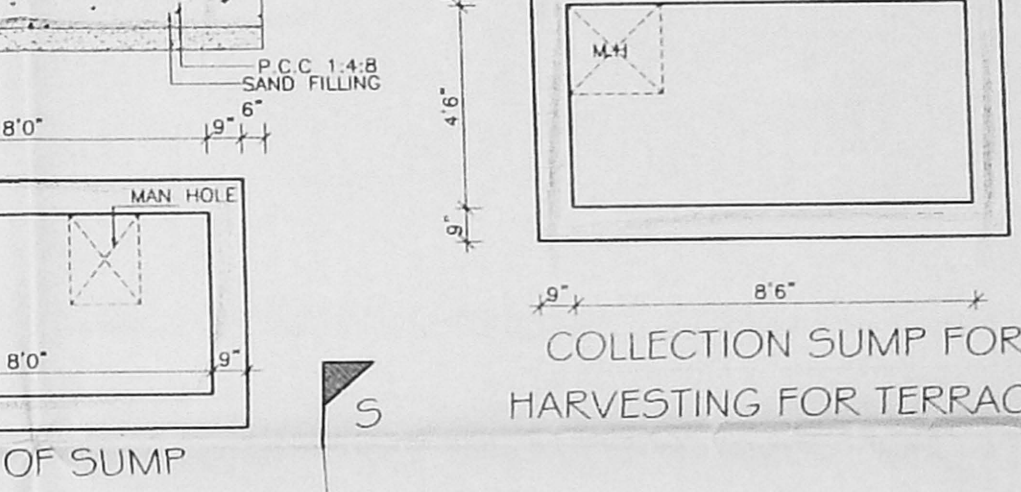 P.C.C 1:4:8
SAND FILLING
6"
8'0" 9"
MAN HOLE
8'0" 9"
OF SUMP
S
M.H
4'6"
9"
9" 8'6"
COLLECTION SUMP FOR
HARVESTING FOR TERRAC